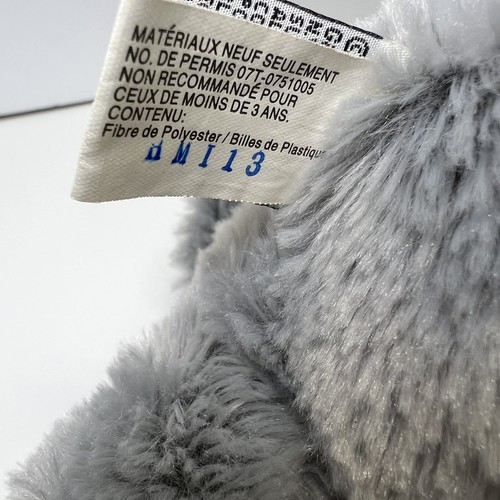 MATÉRIAUX NEUF SEULEMENT
NO. DE PERMIS 07T-0751005
NON RECOMMANDÉ POUR
CEUX DE MOINS DE 3 ANS.
CONTENU:
Fibre de Polyester / Billes de Plastique
HM113